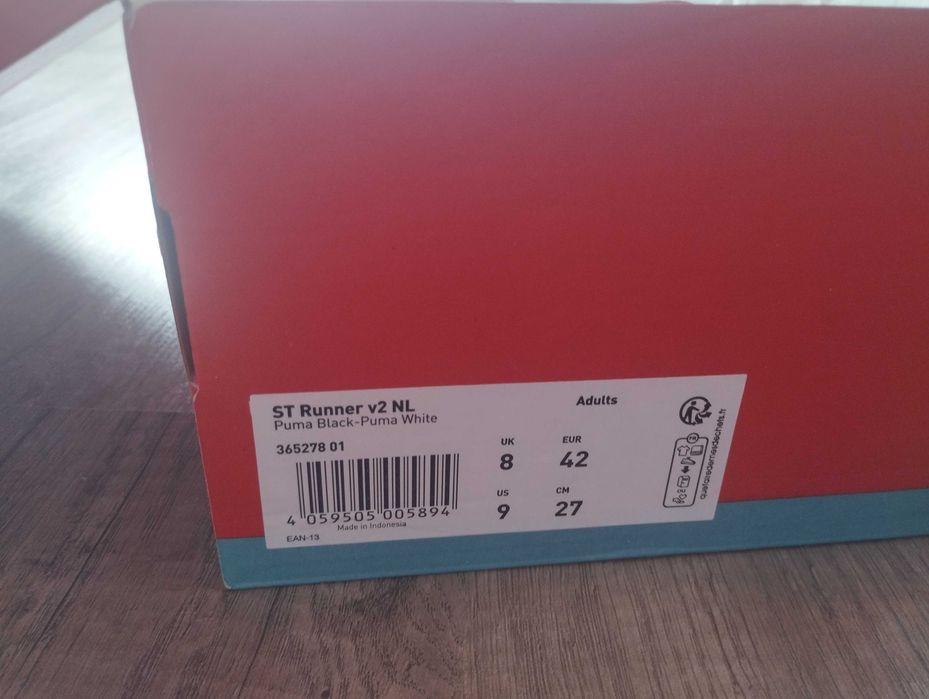 ST Runner v2 NL
Puma Black-Puma White
Adults
365278 01
UK
8
EUR
42
US
9
CM
27
4 059505 005894
Made in Indonesia
EAN-13
FR
quefairedemesdechets.fr